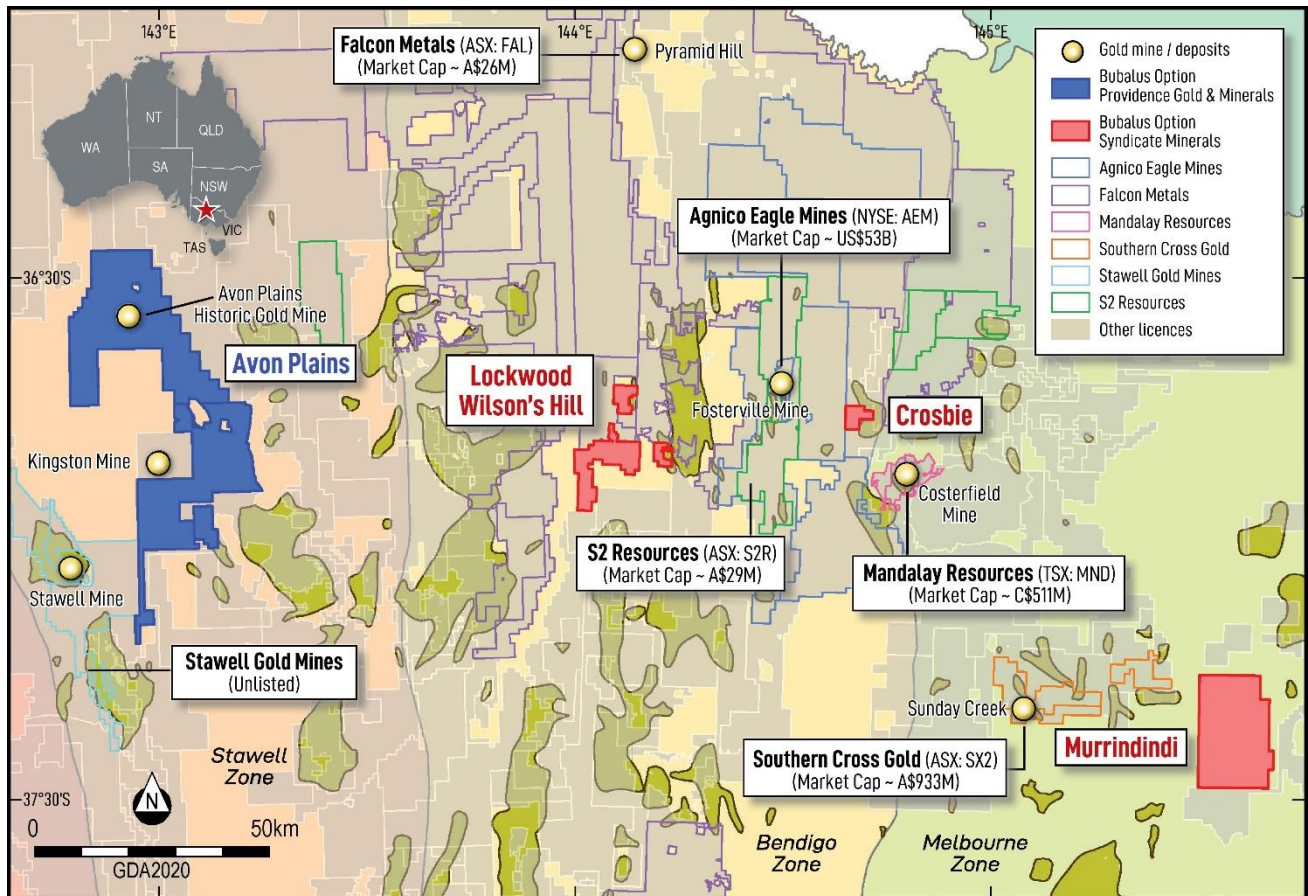 143°E
144°E
145°E
Falcon Metals (ASX: FAL)
(Market Cap ~ A$26M)
Pyramid Hill
Gold mine / deposits
Bubalus Option
Providence Gold & Minerals
Bubalus Option
Syndicate Minerals
Agnico Eagle Mines
Falcon Metals
Mandalay Resources
Southern Cross Gold
Stawell Gold Mines
S2 Resources
Other licences
WA
NT
QLD
SA
NSW
VIC
TAS
36°30'S
Agnico Eagle Mines (NYSE: AEM)
(Market Cap ~ US$53B)
Avon Plains
Historic Gold Mine
Avon Plains
Lockwood
Wilson's Hill
Fosterville Mine
Crosbie
Kingston Mine
Costerfield
Mine
S2 Resources (ASX: S2R)
(Market Cap ~ A$29M)
Mandalay Resources (TSX: MND)
(Market Cap ~ C$511M)
Stawell Mine
Stawell Gold Mines
(Unlisted)
Sunday Creek
Murrindindi
Southern Cross Gold (ASX: SX2)
(Market Cap ~ A$933M)
Stawell
Zone
37°30'S
N
0
50km
GDA2020
Bendigo
Zone
Melbourne
Zone